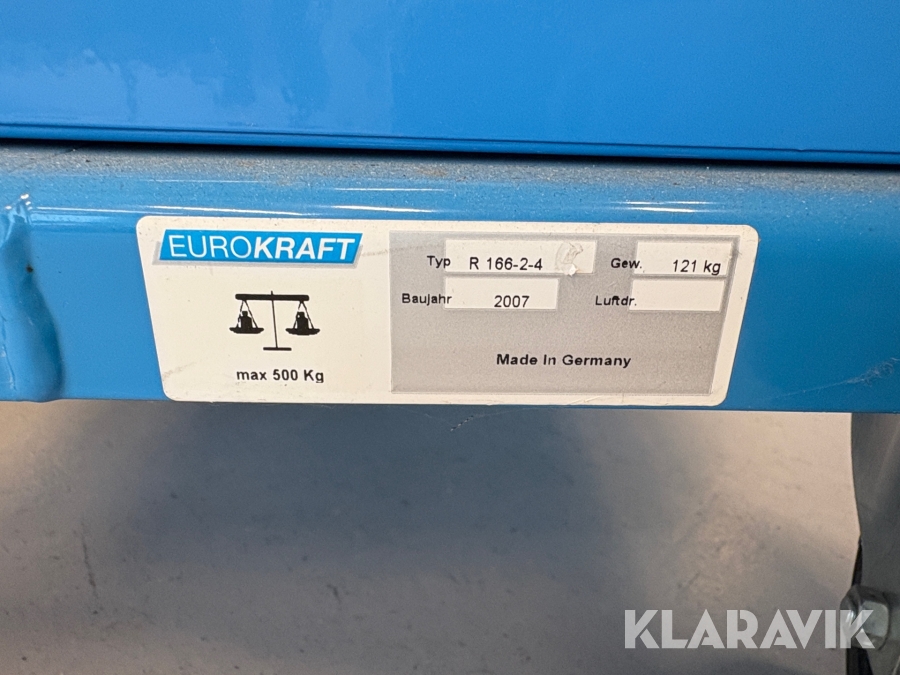 EUROKRAFT
max 500 Kg
Typ R 166-2-4 Gew. 121 kg
Baujahr 2007 Luftdr.
Made In Germany
KLARAVIK